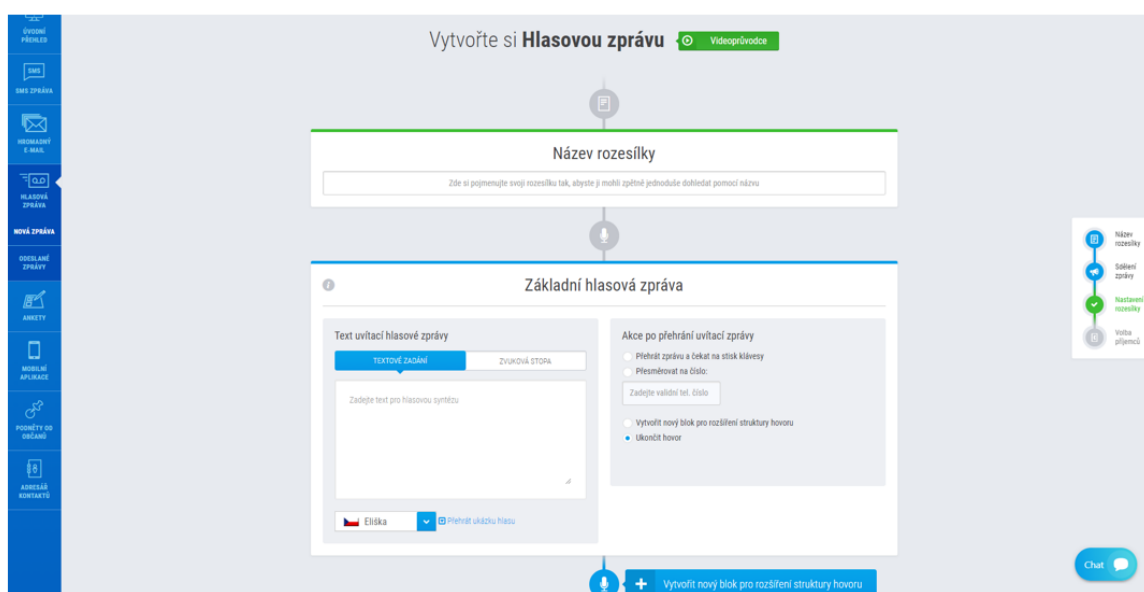 ÚVODNÍ
PŘEHLED
SMS
SMS ZPRÁVA
HROMADNÝ
E-MAIL
HLASOVÁ
ZPRÁVA
NOVÁ ZPRÁVA
ODESLANÉ
ZPRÁVY
ANKETY
MOBILNÍ
APLIKACE
PODNĚTY OD
OBČANŮ
ADRESÁŘ
KONTAKTŮ
Vytvořte si Hlasovou zprávu
Videoprůvodce
Název rozesílky
Zde si pojmenujte svoji rozesílku tak, abyste ji mohli zpětně jednoduše dohledat pomocí názvu
Základní hlasová zpráva
Text uvítací hlasové zprávy
TEXTOVÉ ZADÁNÍ
ZVUKOVÁ STOPA
Zadejte text pro hlasovou syntézu
Eliška
Přehrát ukázku hlasu
Akce po přehrání uvítací zprávy
Přehrát zprávu a čekat na stisk klávesy
Přesměrovat na číslo:
Zadejte validní tel. číslo
Vytvořit nový blok pro rozšíření struktury hovoru
Ukončit hovor
Vytvořit nový blok pro rozšíření struktury hovoru
Název
rozesílky
Sdělení
zprávy
Nastavení
rozesílky
Volba
příjemců
Chat